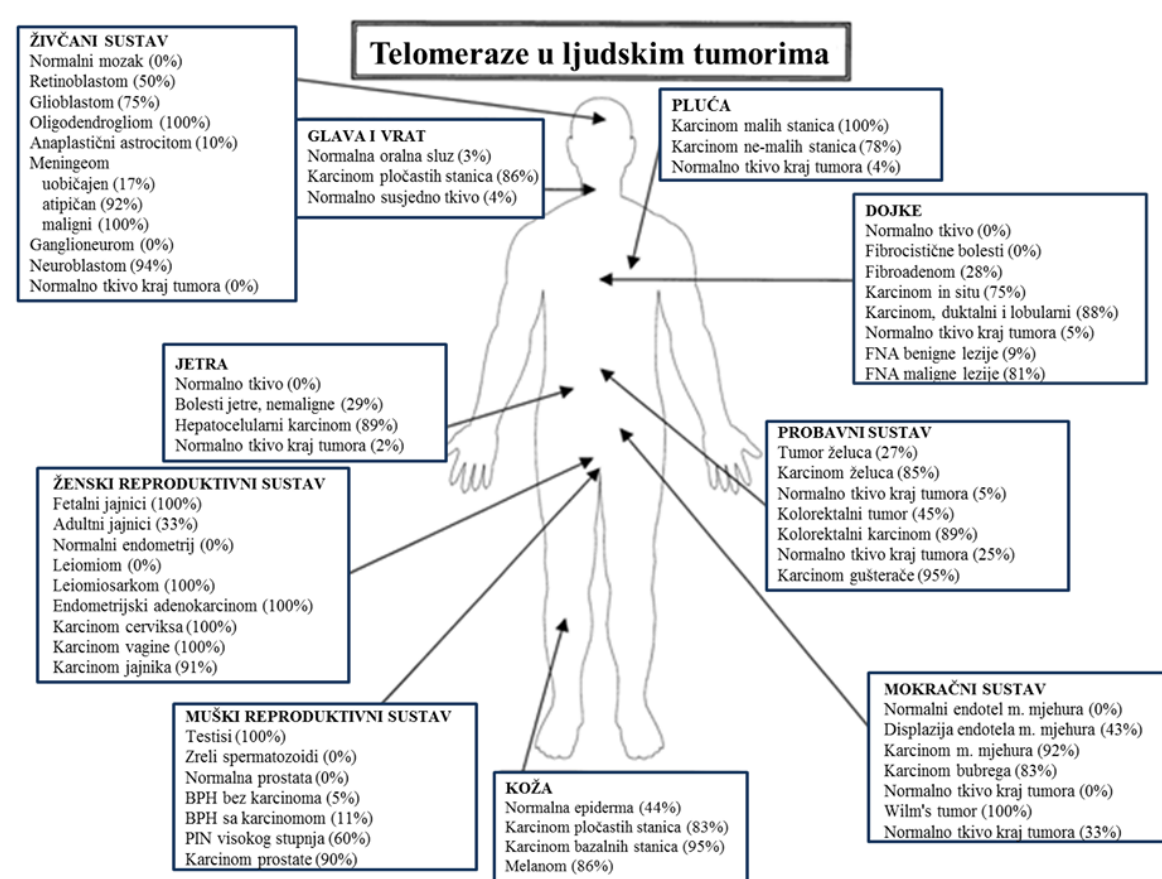 Telomeraze u ljudskim tumorima
ŽIVČANI SUSTAV
Normalni mozak (0%)
Retinoblastom (50%)
Glioblastom (75%)
Oligodendrogliom (100%)
Anaplastični astrocitom (10%)
Meningeom
uobičajen (17%)
atipičan (92%)
maligni (100%)
Ganglioneurom (0%)
Neuroblastom (94%)
Normalno tkivo kraj tumora (0%)
GLAVA I VRAT
Normalna oralna sluz (3%)
Karcinom pločastih stanica (86%)
Normalno susjedno tkivo (4%)
PLUĆA
Karcinom malih stanica (100%)
Karcinom ne-malih stanica (78%)
Normalno tkivo kraj tumora (4%)
DOJKE
Normalno tkivo (0%)
Fibrocistične bolesti (0%)
Fibroadenom (28%)
Karcinom in situ (75%)
Karcinom, duktalni i lobularni (88%)
Normalno tkivo kraj tumora (5%)
FNA benigne lezije (9%)
FNA maligne lezije (81%)
JETRA
Normalno tkivo (0%)
Bolesti jetre, nemaligne (29%)
Hepatocelularni karcinom (89%)
Normalno tkivo kraj tumora (2%)
PROBAVNI SUSTAV
Tumor želuca (27%)
Karcinom želuca (85%)
Normalno tkivo kraj tumora (5%)
Kolorektalni tumor (45%)
Kolorektalni karcinom (89%)
Normalno tkivo kraj tumora (25%)
Karcinom gušterače (95%)
ŽENSKI REPRODUKTIVNI SUSTAV
Fetalni jajnici (100%)
Adultni jajnici (33%)
Normalni endometrij (0%)
Leiomiom (0%)
Leiomiosarkom (100%)
Endometrijski adenokarcinom (100%)
Karcinom cerviksa (100%)
Karcinom vagine (100%)
Karcinom jajnika (91%)
MUŠKI REPRODUKTIVNI SUSTAV
Testisi (100%)
Zreli spermatozoidi (0%)
Normalna prostata (0%)
BPH bez karcinoma (5%)
BPH sa karcinomom (11%)
PIN visokog stupnja (60%)
Karcinom prostate (90%)
KOŽA
Normalna epiderma (44%)
Karcinom pločastih stanica (83%)
Karcinom bazalnih stanica (95%)
Melanom (86%)
MOKRAČNI SUSTAV
Normalni endotel m. mjehura (0%)
Displazija endotela m. mjehura (43%)
Karcinom m. mjehura (92%)
Karcinom bubrega (83%)
Normalno tkivo kraj tumora (0%)
Wilm's tumor (100%)
Normalno tkivo kraj tumora (33%)